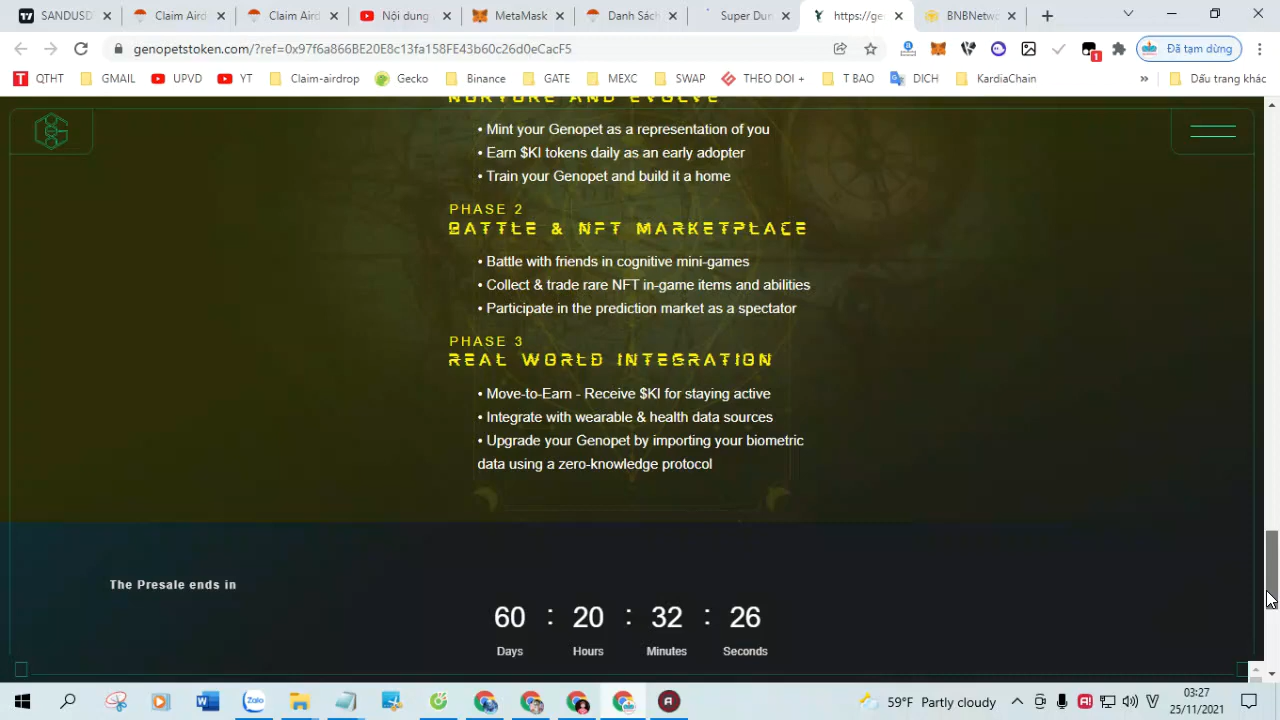 SANDUSD
Claim Aird
Claim Aird
Nội dung
MetaMask
Danh Sách
Super Dun
https://ge
BNBNetwo
genopetstoken.com/?ref=0x97f6a866BE20E8c13fa158FE43b60c26d0eCacF5
1
Đã tạm dừng
QTHT
GMAIL
UPVD
YT
Claim-airdrop
Gecko
Binance
GATE
MEXC
SWAP
THEO DOI +
T BAO
DICH
KardiaChain
»
Dấu trang khác
NURTURE AND EVOLVE
• Mint your Genopet as a representation of you
• Earn $KI tokens daily as an early adopter
• Train your Genopet and build it a home
PHASE 2
BATTLE & NFT MARKETPLACE
• Battle with friends in cognitive mini-games
• Collect & trade rare NFT in-game items and abilities
• Participate in the prediction market as a spectator
PHASE 3
REAL WORLD INTEGRATION
• Move-to-Earn - Receive $KI for staying active
• Integrate with wearable & health data sources
• Upgrade your Genopet by importing your biometric
data using a zero-knowledge protocol
The Presale ends in
60 : 20 : 32 : 26
Days Hours Minutes Seconds
Zalo
59°F Partly cloudy
03:27
25/11/2021